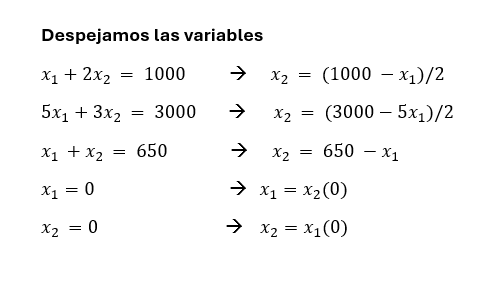 Despejamos las variables
x₁ + 2x₂ = 1000 → x₂ = (1000 − x₁)/2
5x₁ + 3x₂ = 3000 → x₂ = (3000 − 5x₁)/2
x₁ + x₂ = 650 → x₂ = 650 − x₁
x₁ = 0 → x₁ = x₂(0)
x₂ = 0 → x₂ = x₁(0)